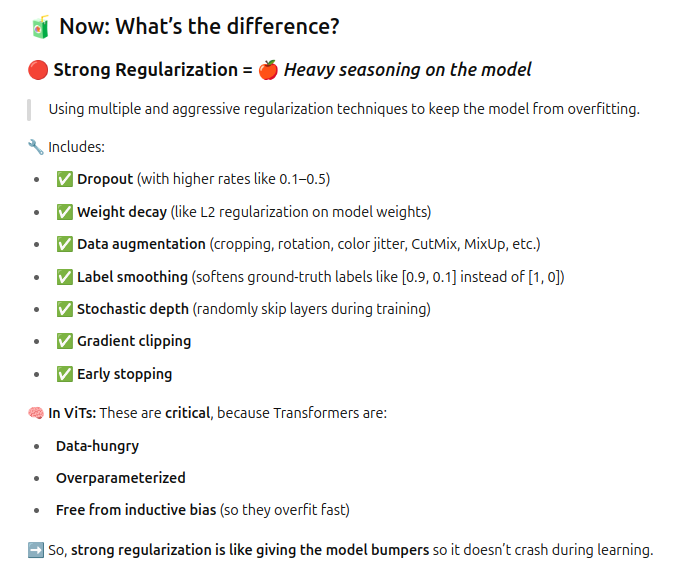 🧃 Now: What’s the difference?
🔴 Strong Regularization = 🍎 Heavy seasoning on the model
Using multiple and aggressive regularization techniques to keep the model from overfitting.
🔧 Includes:
• ✅ Dropout (with higher rates like 0.1–0.5)
• ✅ Weight decay (like L2 regularization on model weights)
• ✅ Data augmentation (cropping, rotation, color jitter, CutMix, MixUp, etc.)
• ✅ Label smoothing (softens ground-truth labels like [0.9, 0.1] instead of [1, 0])
• ✅ Stochastic depth (randomly skip layers during training)
• ✅ Gradient clipping
• ✅ Early stopping
🧠 In ViTs: These are critical, because Transformers are:
• Data-hungry
• Overparameterized
• Free from inductive bias (so they overfit fast)
➡️ So, strong regularization is like giving the model bumpers so it doesn’t crash during learning.